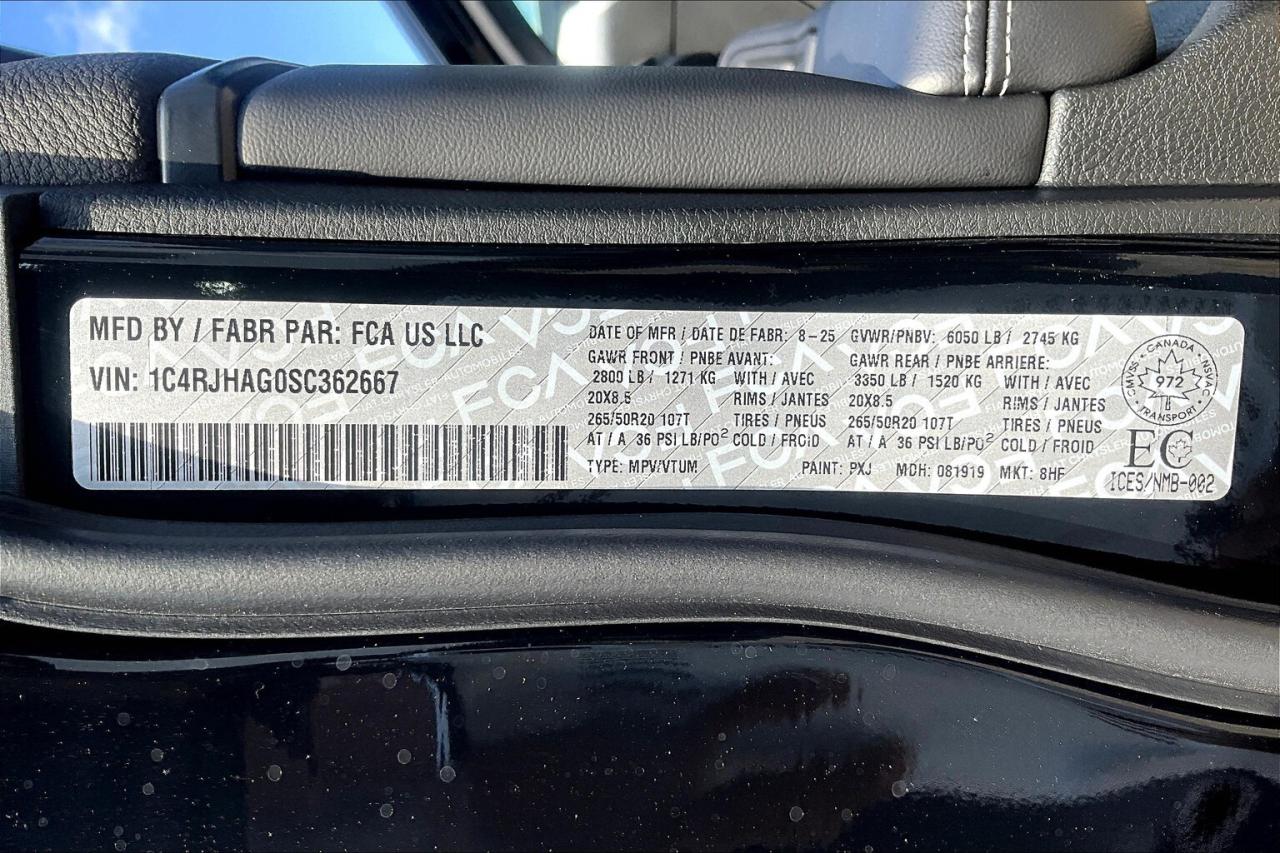 MFD BY / FABR PAR: FCA US LLC
VIN: 1C4RJHAG0SC362667
DATE OF MFR / DATE DE FABR: 8-25 GVWR/PNBV: 6050 LB / 2745 KG
GAWR FRONT / PNBE AVANT: GAWR REAR / PNBE ARRIERE:
2800 LB / 1271 KG WITH / AVEC 3350 LB / 1520 KG WITH / AVEC
20X8.5 RIMS / JANTES 20X8.5 RIMS / JANTES
265/50R20 107T TIRES / PNEUS 265/50R20 107T TIRES / PNEUS
AT / A 36 PSI LB/PO² COLD / FROID AT / A 36 PSI LB/PO² COLD / FROID
TYPE: MPV/VTUM PAINT: PXJ MDH: 081919 MKT: 8HF
CANADA
CMVSS NSVAC
972
TRANSPORT
EC
ICES/NMB-002